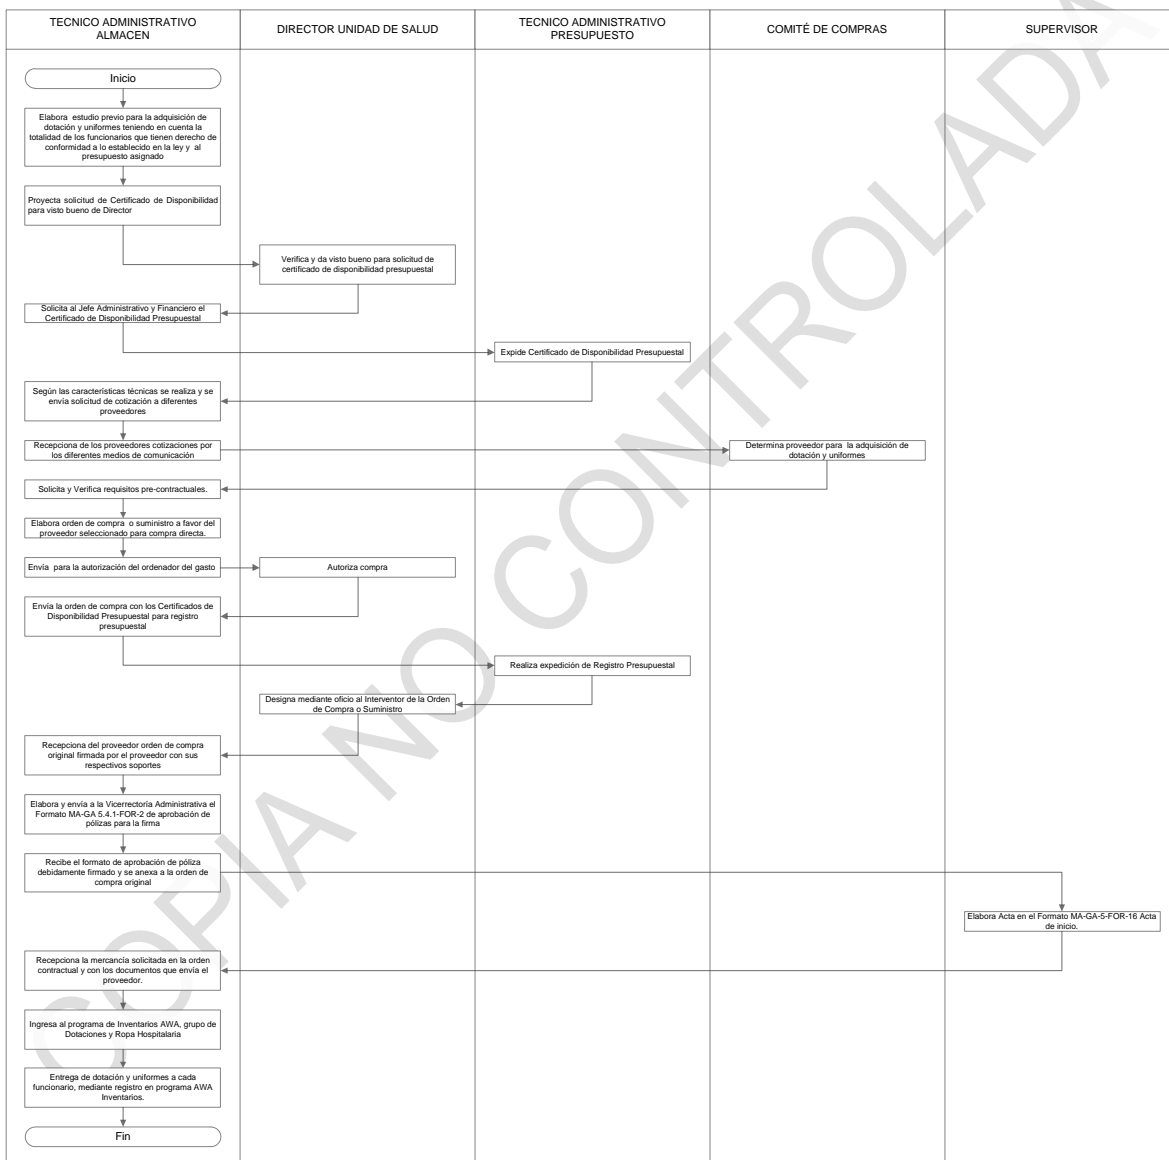 TECNICO ADMINISTRATIVO
ALMACEN
DIRECTOR UNIDAD DE SALUD
TECNICO ADMINISTRATIVO
PRESUPUESTO
COMITÉ DE COMPRAS
SUPERVISOR
Inicio
Elabora estudio previo para la adquisición de
dotación y uniformes teniendo en cuenta la
totalidad de los funcionarios que tienen derecho de
conformidad a lo establecido en la ley y al
presupuesto asignado
Proyecta solicitud de Certificado de Disponibilidad
para visto bueno de Director
Verifica y da visto bueno para solicitud de
certificado de disponibilidad presupuestal
Solicita al Jefe Administrativo y Financiero el
Certificado de Disponibilidad Presupuestal
Expide Certificado de Disponibilidad Presupuestal
Según las características técnicas se realiza y se
envía solicitud de cotización a diferentes
proveedores
Recepciona de los proveedores cotizaciones por
los diferentes medios de comunicación
Determina proveedor para la adquisición de
dotación y uniformes
Solicita y Verifica requisitos pre-contractuales.
Elabora orden de compra o suministro a favor del
proveedor seleccionado para compra directa.
Envía para la autorización del ordenador del gasto
Autoriza compra
Envía la orden de compra con los Certificados de
Disponibilidad Presupuestal para registro
presupuestal
Realiza expedición de Registro Presupuestal
Designa mediante oficio al Interventor de la Orden
de Compra o Suministro
Recepciona del proveedor orden de compra
original firmada por el proveedor con sus
respectivos soportes
Elabora y envía a la Vicerrectoría Administrativa el
Formato MA-GA 5.4.1-FOR-2 de aprobación de
pólizas para la firma
Recibe el formato de aprobación de póliza
debidamente firmado y se anexa a la orden de
compra original
Elabora Acta en el Formato MA-GA-5-FOR-16 Acta
de inicio.
Recepciona la mercancía solicitada en la orden
contractual y con los documentos que envía el
proveedor.
Ingresa al programa de Inventarios AWA, grupo de
Dotaciones y Ropa Hospitalaria
Entrega de dotación y uniformes a cada
funcionario, mediante registro en programa AWA
Inventarios.
Fin
COPIA NO CONTROLADA